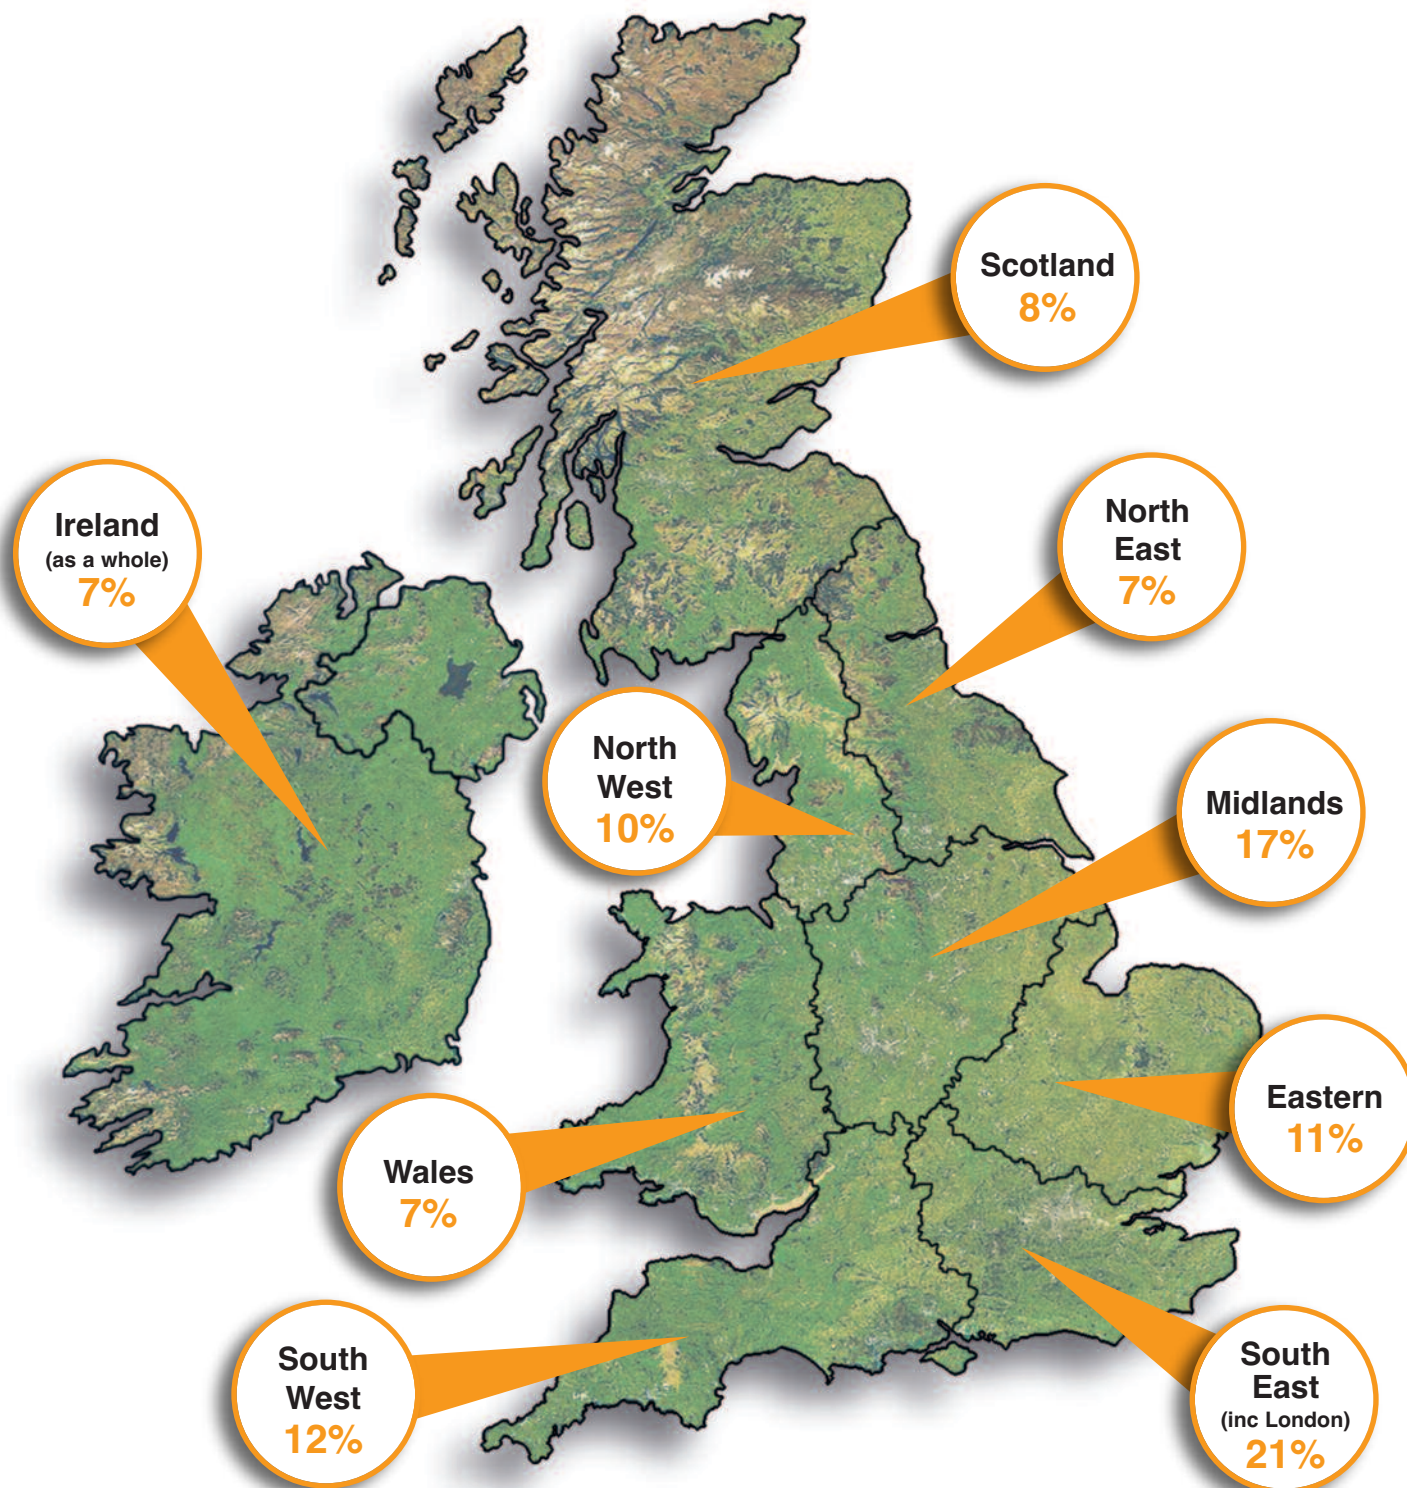 Scotland
8%
Ireland
(as a whole)
7%
North
East
7%
North
West
10%
Midlands
17%
Eastern
11%
Wales
7%
South
West
12%
South
East
(inc London)
21%